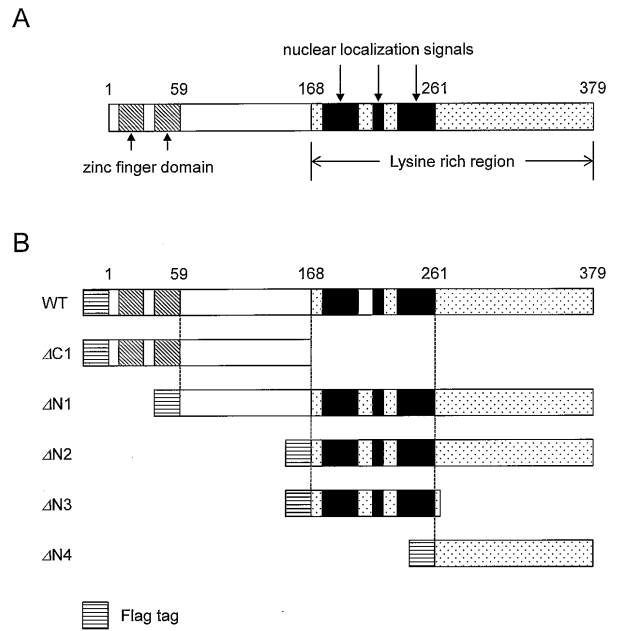 A
nuclear localization signals
1 59 168 261 379
zinc finger domain
Lysine rich region
B
1 59 168 261 379
WT
ΔC1
ΔN1
ΔN2
ΔN3
ΔN4
Flag tag